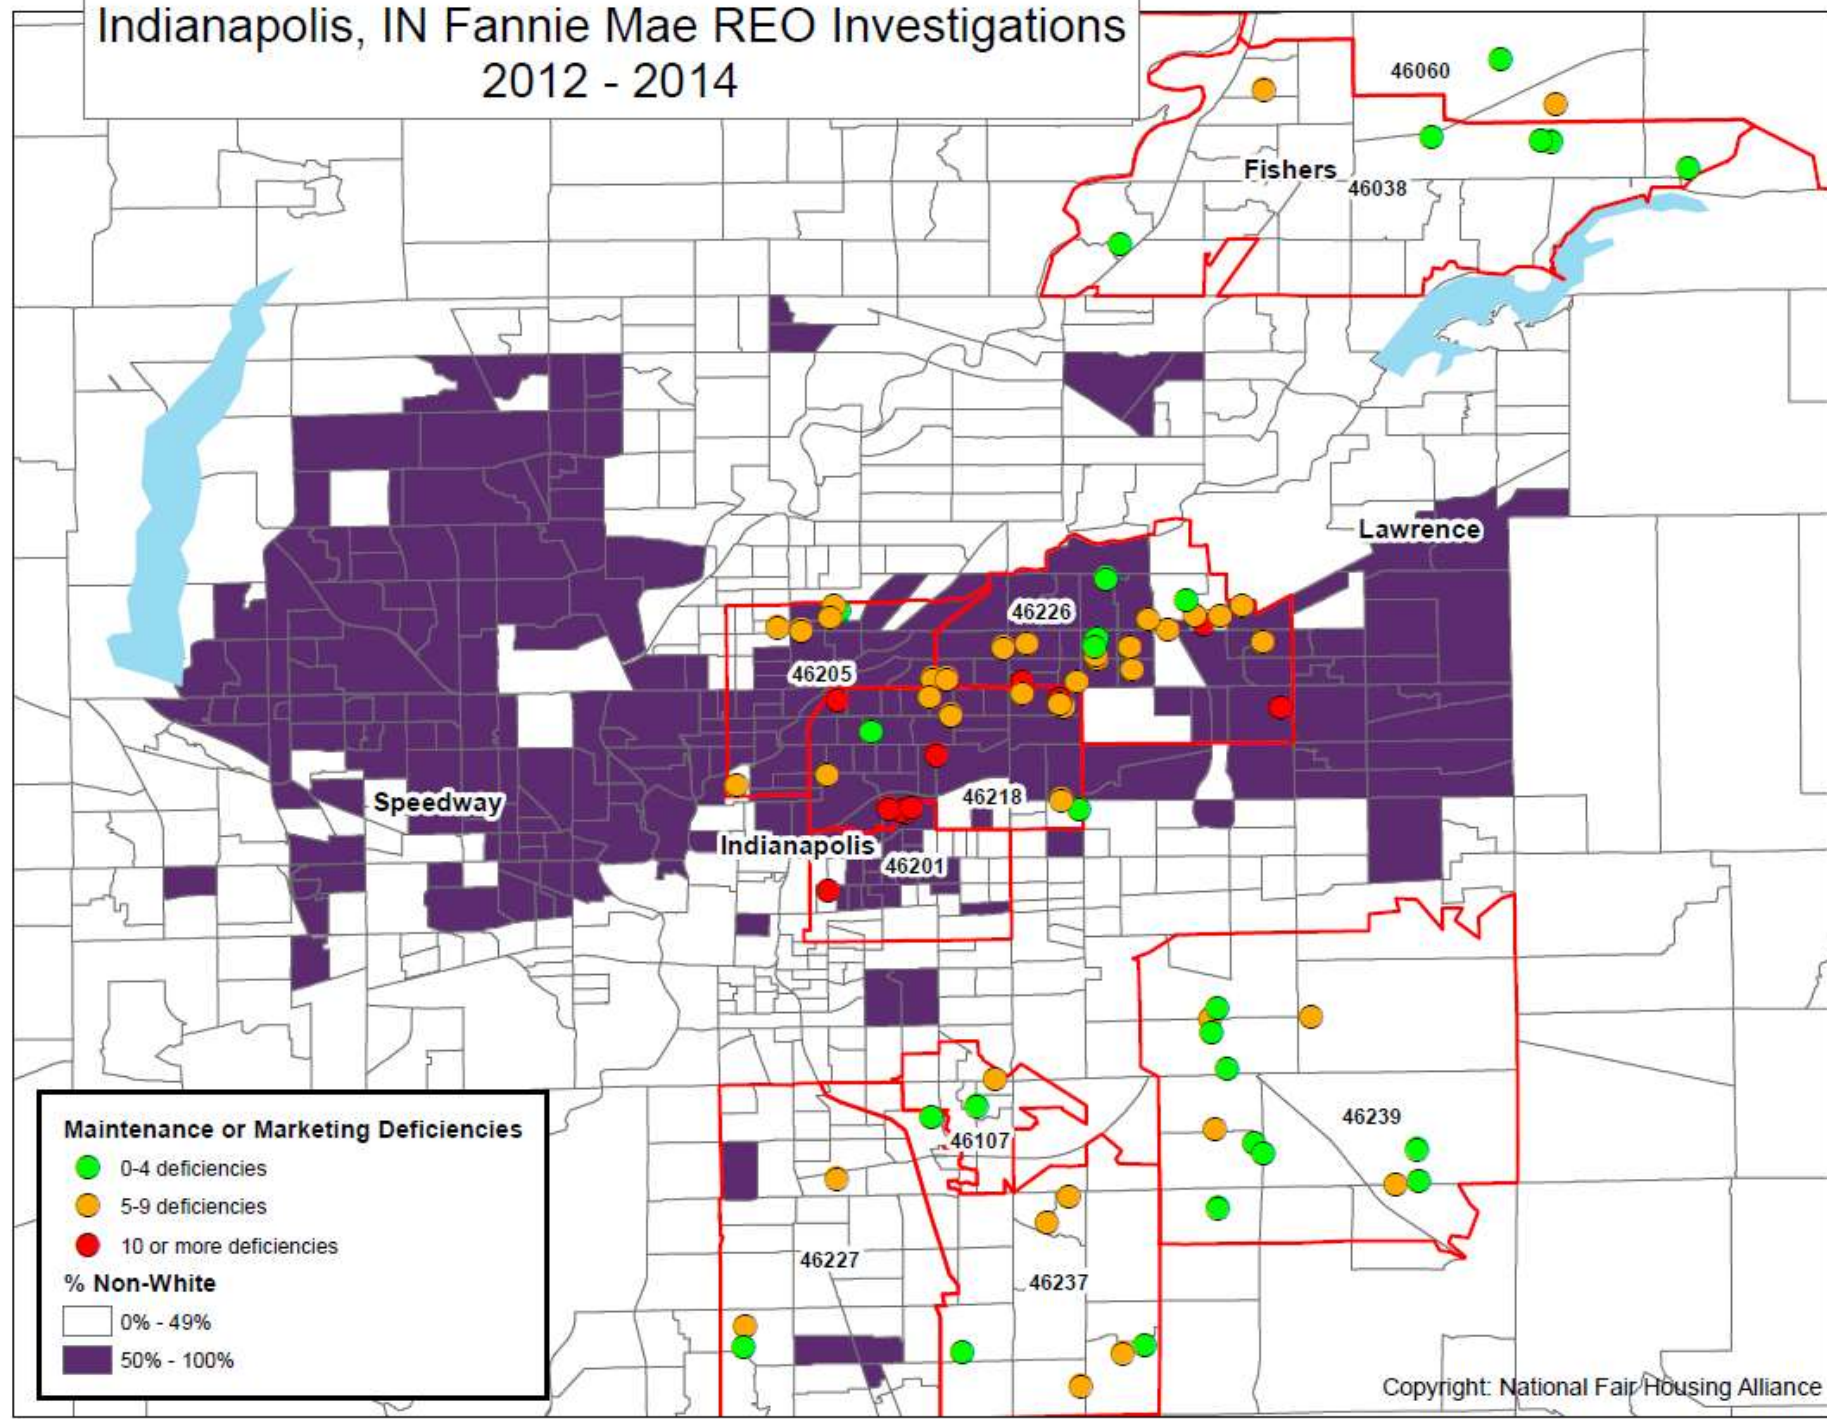 Indianapolis, IN Fannie Mae REO Investigations
2012 - 2014
46060
Fishers
46038
Lawrence
46226
46205
Speedway
46218
Indianapolis
46201
46239
46107
46227
46237
Maintenance or Marketing Deficiencies
0-4 deficiencies
5-9 deficiencies
10 or more deficiencies
% Non-White
0% - 49%
50% - 100%
Copyright: National Fair Housing Alliance